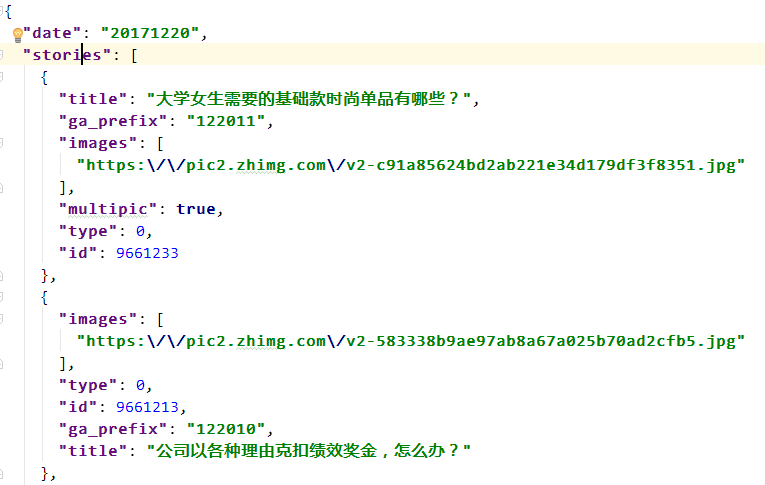 {
"date": "20171220",
"stories": [
{
"title": "大学女生需要的基础款时尚单品有哪些？",
"ga_prefix": "122011",
"images": [
"https:\/\/pic2.zhimg.com\/v2-c91a85624bd2ab221e34d179df3f8351.jpg"
],
"multipic": true,
"type": 0,
"id": 9661233
},
{
"images": [
"https:\/\/pic2.zhimg.com\/v2-583338b9ae97ab8a67a025b70ad2cfb5.jpg"
],
"type": 0,
"id": 9661213,
"ga_prefix": "122010",
"title": "公司以各种理由克扣绩效奖金，怎么办？"
},